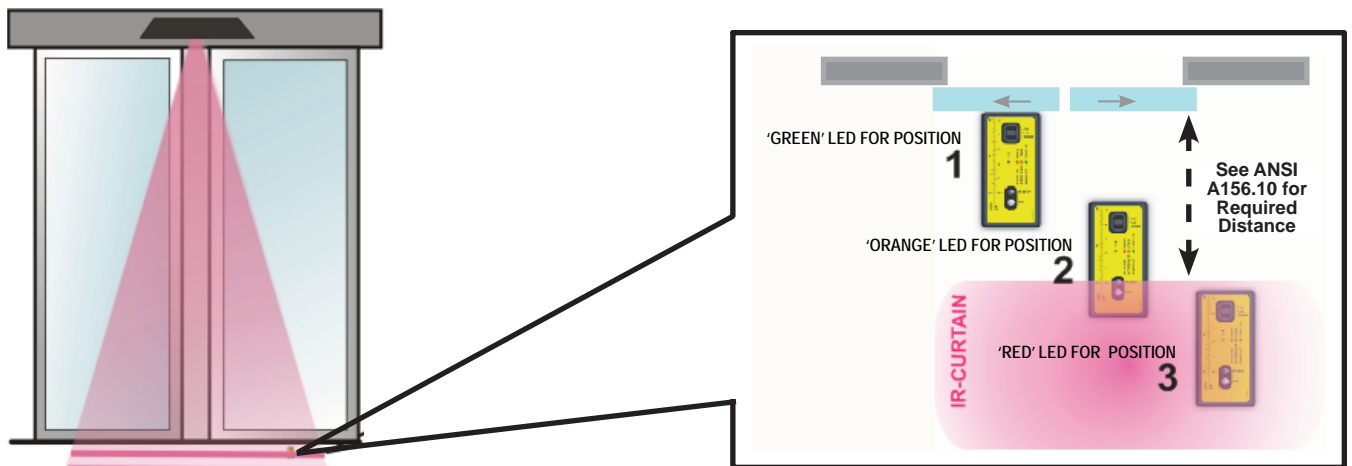 'GREEN' LED FOR POSITION
1
'ORANGE' LED FOR POSITION
2
See ANSI
A156.10 for
Required
Distance
IR-CURTAIN
'RED' LED FOR POSITION
3